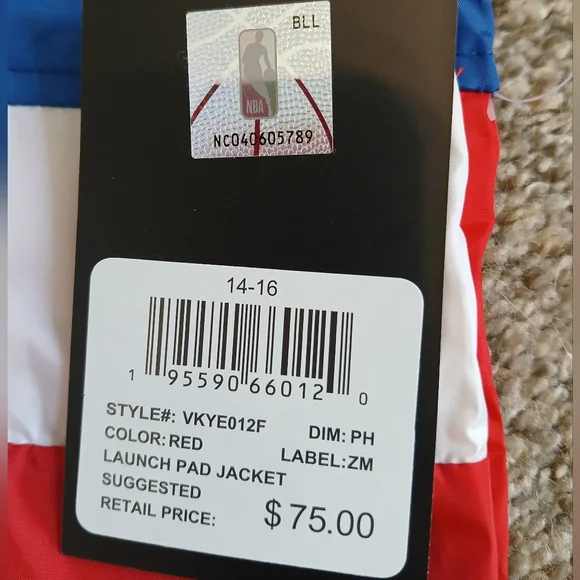 BLL
NBA
NC040605789
14-16
1 95590 66012 0
STYLE#: VKYE012F DIM: PH
COLOR: RED LABEL: ZM
LAUNCH PAD JACKET
SUGGESTED
RETAIL PRICE: $75.00